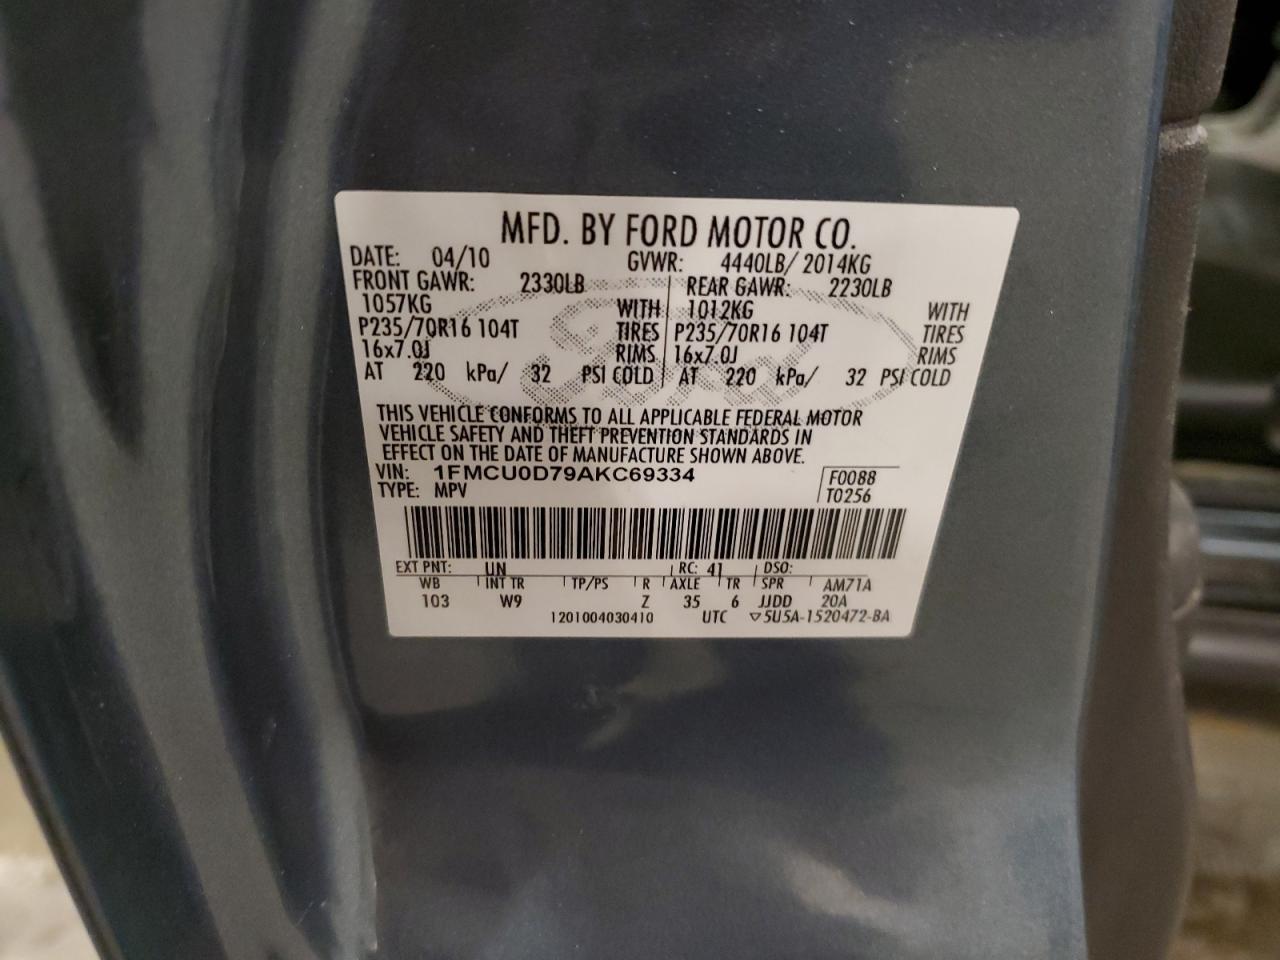 MFD. BY FORD MOTOR CO.
DATE: 04/10 GVWR: 4440LB/ 2014KG
FRONT GAWR: 2330LB REAR GAWR: 2230LB
1057KG WITH 1012KG WITH
P235/70R16 104T TIRES P235/70R16 104T TIRES
16x7.0J RIMS 16x7.0J RIMS
AT 220 kPa/ 32 PSI COLD AT 220 kPa/ 32 PSI COLD
Ford
THIS VEHICLE CONFORMS TO ALL APPLICABLE FEDERAL MOTOR
VEHICLE SAFETY AND THEFT PREVENTION STANDARDS IN
EFFECT ON THE DATE OF MANUFACTURE SHOWN ABOVE.
VIN: 1FMCU0D79AKC69334 F0088
TYPE: MPV T0256
EXT PNT: UN RC: 41 DSO:
WB INT TR TP/PS R AXLE TR SPR AM71A
103 W9 Z 35 6 JJDD 20A
1201004030410 UTC ▽5U5A-1520472-BA